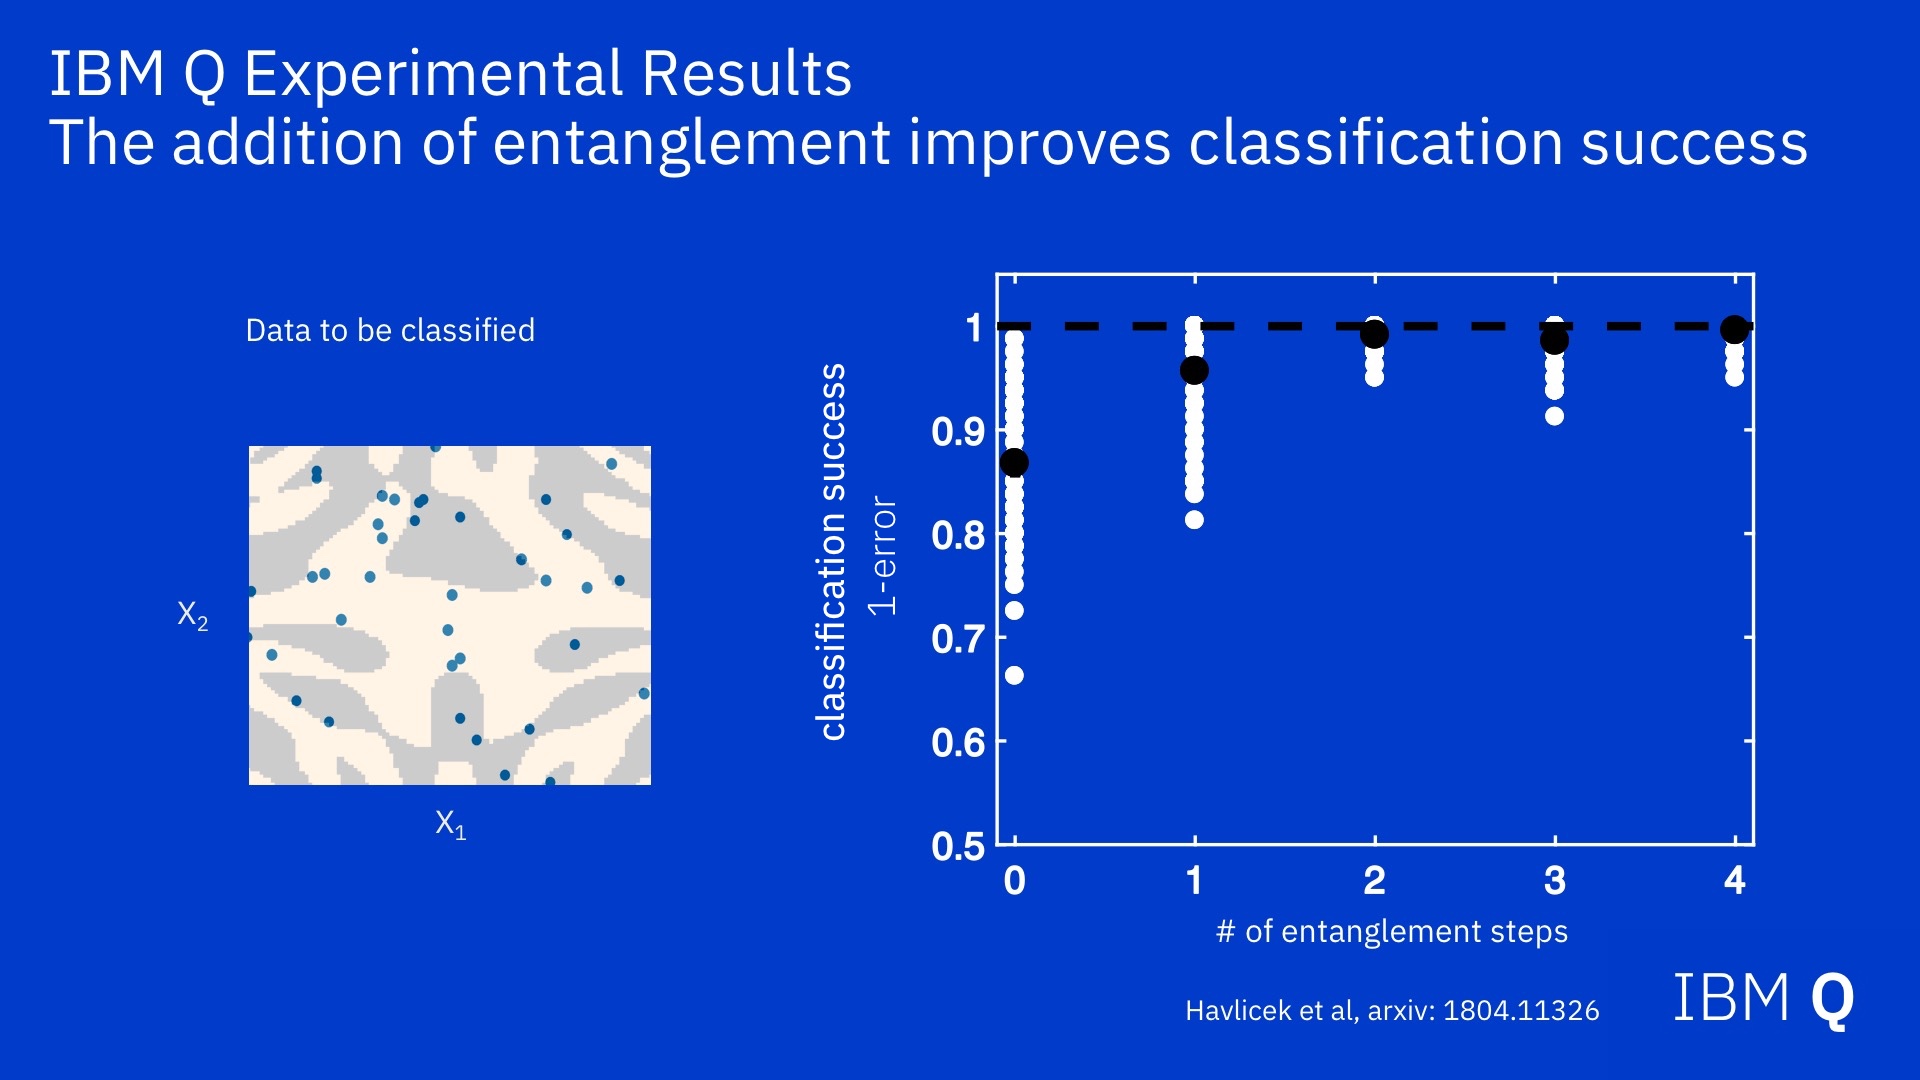 IBM Q Experimental Results
The addition of entanglement improves classification success
Data to be classified
X2
X1
classification success
1-error
1
0.9
0.8
0.7
0.6
0.5
0 1 2 3 4
# of entanglement steps
Havlicek et al, arxiv: 1804.11326
IBM Q